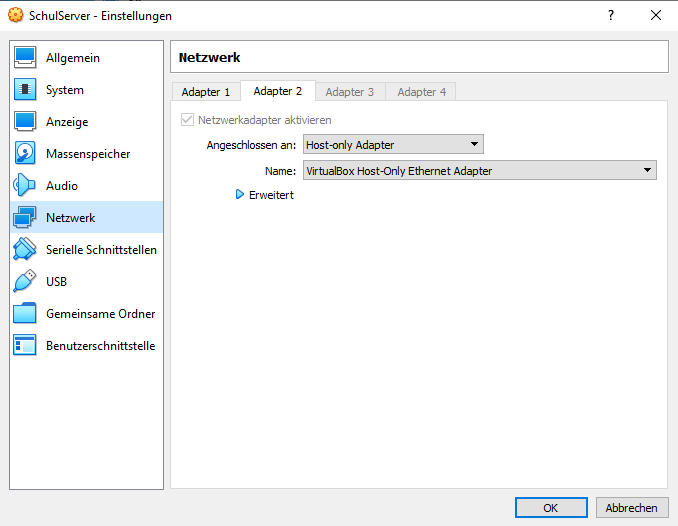 SchulServer - Einstellungen
?
Allgemein
System
Anzeige
Massenspeicher
Audio
Netzwerk
Serielle Schnittstellen
USB
Gemeinsame Ordner
Benutzerschnittstelle
Netzwerk
Adapter 1 Adapter 2 Adapter 3 Adapter 4
Netzwerkadapter aktivieren
Angeschlossen an: Host-only Adapter
Name: VirtualBox Host-Only Ethernet Adapter
Erweitert
OK Abbrechen